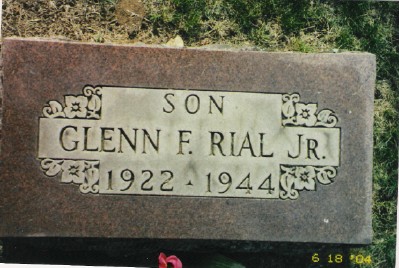 SON
GLENN F. RIAL JR.
1922 - 1944
6 18 '04